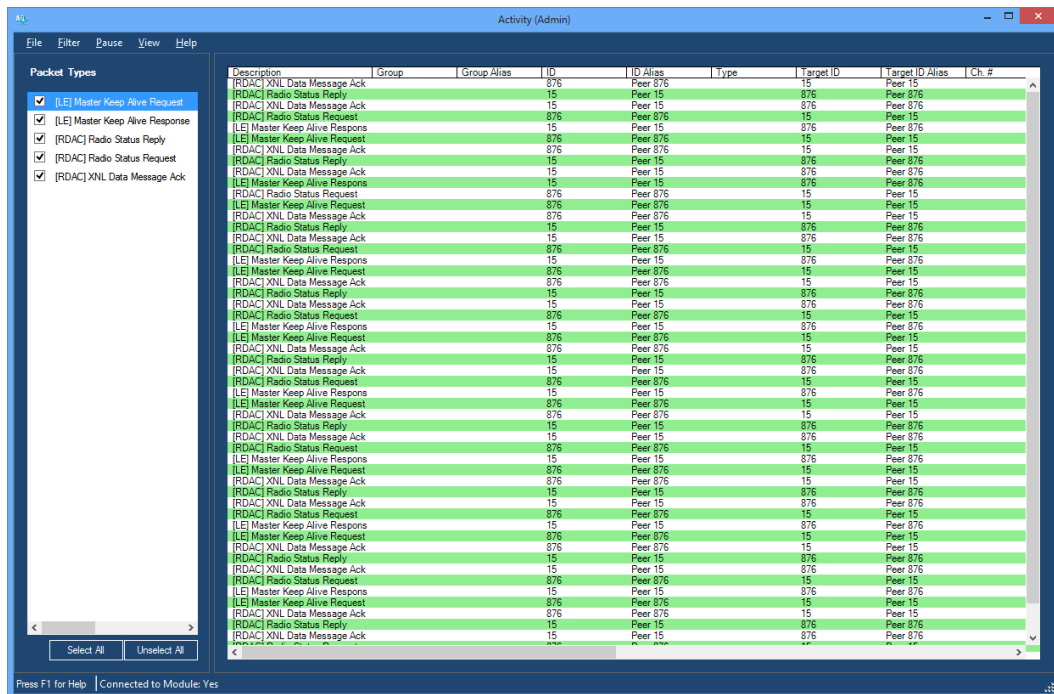 Activity (Admin)
File Filter Pause View Help
Packet Types
[LE] Master Keep Alive Request
[LE] Master Keep Alive Response
[RDAC] Radio Status Reply
[RDAC] Radio Status Request
[RDAC] XNL Data Message Ack
Select All Unselect All
Description Group Group Alias ID ID Alias Type Target ID Target ID Alias Ch. #
[RDAC] XNL Data Message Ack 876 Peer 876 15 Peer 15
[RDAC] Radio Status Reply 15 Peer 15 876 Peer 876
[RDAC] XNL Data Message Ack 15 Peer 15 876 Peer 876
[RDAC] Radio Status Request 876 Peer 876 15 Peer 15
[LE] Master Keep Alive Respons 15 Peer 15 876 Peer 876
[LE] Master Keep Alive Request 876 Peer 876 15 Peer 15
[RDAC] XNL Data Message Ack 876 Peer 876 15 Peer 15
[RDAC] Radio Status Reply 15 Peer 15 876 Peer 876
[RDAC] XNL Data Message Ack 15 Peer 15 876 Peer 876
[LE] Master Keep Alive Respons 15 Peer 15 876 Peer 876
[RDAC] Radio Status Request 876 Peer 876 15 Peer 15
[LE] Master Keep Alive Request 876 Peer 876 15 Peer 15
[RDAC] XNL Data Message Ack 876 Peer 876 15 Peer 15
[RDAC] Radio Status Reply 15 Peer 15 876 Peer 876
[RDAC] XNL Data Message Ack 15 Peer 15 876 Peer 876
[RDAC] Radio Status Request 876 Peer 876 15 Peer 15
[LE] Master Keep Alive Respons 15 Peer 15 876 Peer 876
[LE] Master Keep Alive Request 876 Peer 876 15 Peer 15
[RDAC] XNL Data Message Ack 876 Peer 876 15 Peer 15
[RDAC] Radio Status Reply 15 Peer 15 876 Peer 876
[RDAC] XNL Data Message Ack 15 Peer 15 876 Peer 876
[RDAC] Radio Status Request 876 Peer 876 15 Peer 15
[LE] Master Keep Alive Respons 15 Peer 15 876 Peer 876
[LE] Master Keep Alive Request 876 Peer 876 15 Peer 15
[RDAC] XNL Data Message Ack 876 Peer 876 15 Peer 15
[RDAC] Radio Status Reply 15 Peer 15 876 Peer 876
[RDAC] XNL Data Message Ack 15 Peer 15 876 Peer 876
[RDAC] Radio Status Request 876 Peer 876 15 Peer 15
[LE] Master Keep Alive Respons 15 Peer 15 876 Peer 876
[LE] Master Keep Alive Request 876 Peer 876 15 Peer 15
[RDAC] XNL Data Message Ack 876 Peer 876 15 Peer 15
[RDAC] Radio Status Reply 15 Peer 15 876 Peer 876
[RDAC] XNL Data Message Ack 15 Peer 15 876 Peer 876
[RDAC] Radio Status Request 876 Peer 876 15 Peer 15
[LE] Master Keep Alive Respons 15 Peer 15 876 Peer 876
[LE] Master Keep Alive Request 876 Peer 876 15 Peer 15
[RDAC] XNL Data Message Ack 876 Peer 876 15 Peer 15
[RDAC] Radio Status Reply 15 Peer 15 876 Peer 876
[RDAC] XNL Data Message Ack 15 Peer 15 876 Peer 876
[RDAC] Radio Status Request 876 Peer 876 15 Peer 15
[LE] Master Keep Alive Respons 15 Peer 15 876 Peer 876
[LE] Master Keep Alive Request 876 Peer 876 15 Peer 15
[RDAC] XNL Data Message Ack 876 Peer 876 15 Peer 15
[RDAC] Radio Status Reply 15 Peer 15 876 Peer 876
[RDAC] XNL Data Message Ack 15 Peer 15 876 Peer 876
[RDAC] Radio Status Request 876 Peer 876 15 Peer 15
[LE] Master Keep Alive Respons 15 Peer 15 876 Peer 876
[LE] Master Keep Alive Request 876 Peer 876 15 Peer 15
[RDAC] XNL Data Message Ack 876 Peer 876 15 Peer 15
[RDAC] Radio Status Reply 15 Peer 15 876 Peer 876
[RDAC] XNL Data Message Ack 15 Peer 15 876 Peer 876
Press F1 for Help Connected to Module: Yes